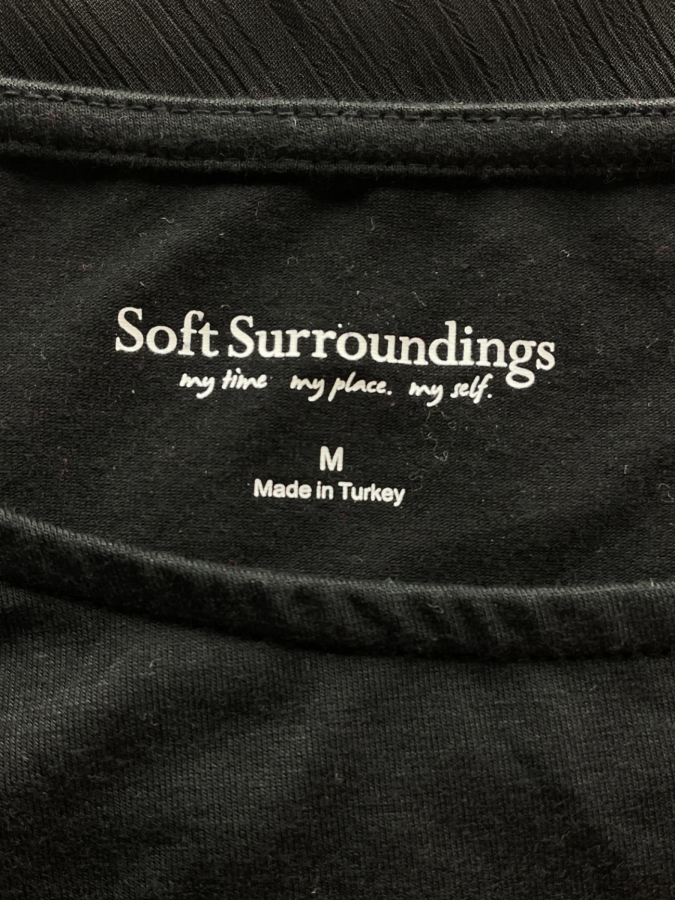 Soft Surroundings
my time my place. my self.
M
Made in Turkey